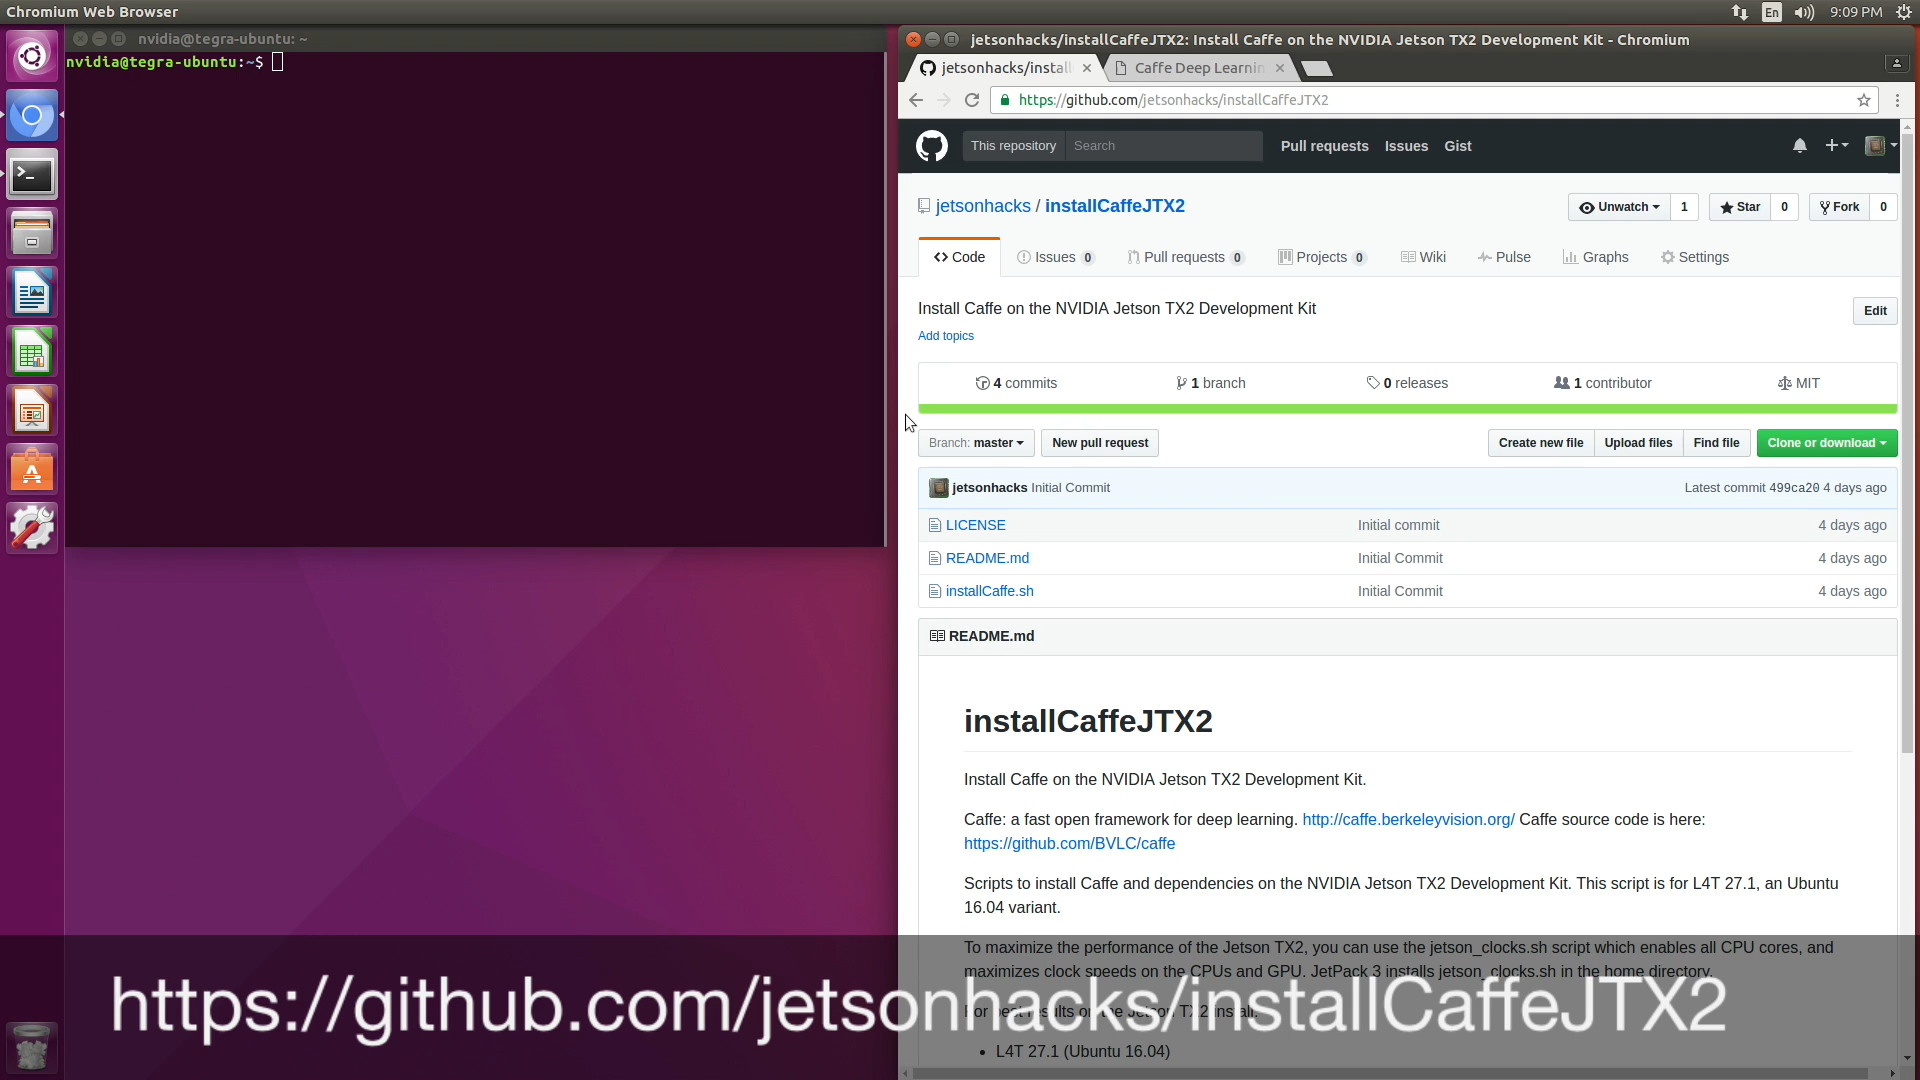 Chromium Web Browser
En
9:09 PM
nvidia@tegra-ubuntu: ~
nvidia@tegra-ubuntu:~$
jetsonhacks/installCaffeJTX2: Install Caffe on the NVIDIA Jetson TX2 Development Kit - Chromium
jetsonhacks/instal
Caffe Deep Learnin
https://github.com/jetsonhacks/installCaffeJTX2
This repository
Search
Pull requests
Issues
Gist
jetsonhacks / installCaffeJTX2
Unwatch
1
Star
0
Fork
0
Code
Issues 0
Pull requests 0
Projects 0
Wiki
Pulse
Graphs
Settings
Install Caffe on the NVIDIA Jetson TX2 Development Kit
Edit
Add topics
4 commits
1 branch
0 releases
1 contributor
MIT
Branch: master
New pull request
Create new file
Upload files
Find file
Clone or download
jetsonhacks Initial Commit
Latest commit 499ca20 4 days ago
LICENSE
Initial commit
4 days ago
README.md
Initial Commit
4 days ago
installCaffe.sh
Initial Commit
4 days ago
README.md
installCaffeJTX2
Install Caffe on the NVIDIA Jetson TX2 Development Kit.
Caffe: a fast open framework for deep learning. http://caffe.berkeleyvision.org/ Caffe source code is here:
https://github.com/BVLC/caffe
Scripts to install Caffe and dependencies on the NVIDIA Jetson TX2 Development Kit. This script is for L4T 27.1, an Ubuntu
16.04 variant.
To maximize the performance of the Jetson TX2, you can use the jetson_clocks.sh script which enables all CPU cores, and
maximizes clock speeds on the CPUs and GPU. JetPack 3 installs jetson_clocks.sh in the home directory.
For best results on the Jetson TX2 install:
https://github.com/jetsonhacks/installCaffeJTX2
• L4T 27.1 (Ubuntu 16.04)